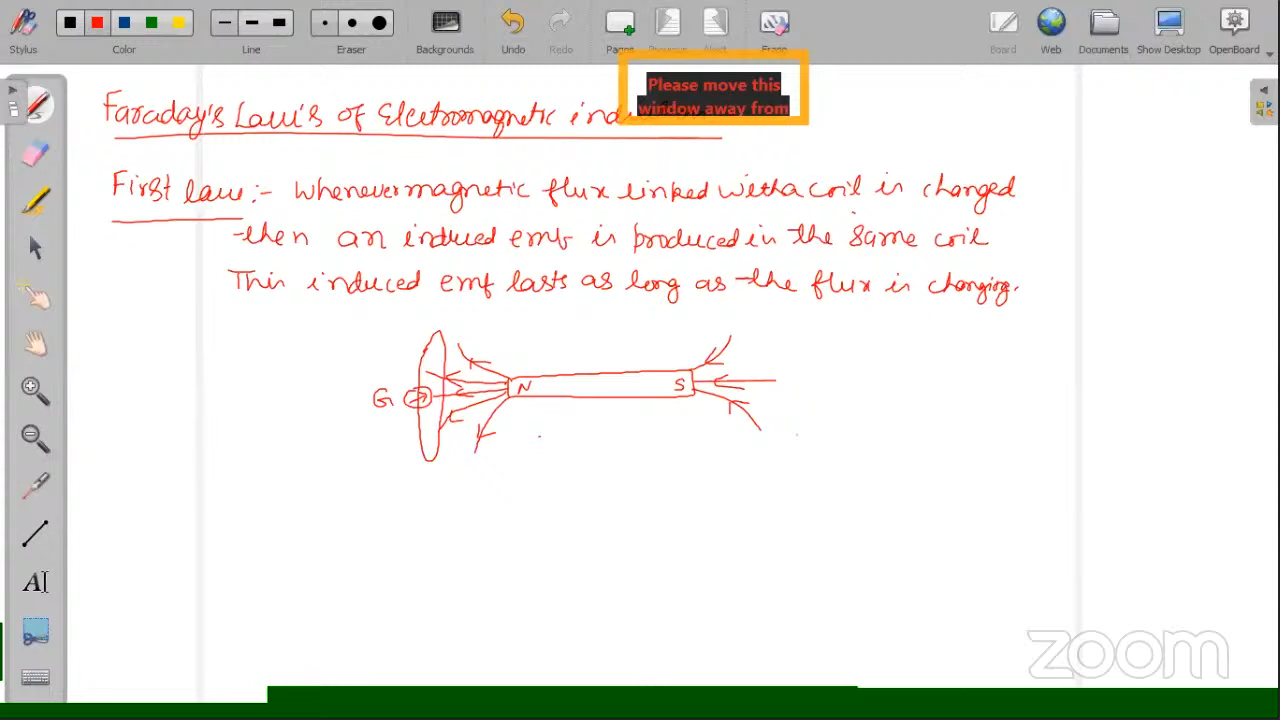 Stylus
Color
Line
Eraser
Backgrounds
Undo
Redo
Pages
Erase
Board
Web
Documents
Show Desktop
OpenBoard
Please move this
window away from
Faraday's Law's of Electromagnetic
First law :- Whenever magnetic flux linked with a coil is changed
then an induced emf is produced in the same coil
This induced emf lasts as long as the flux is changing.
G N S
zoom